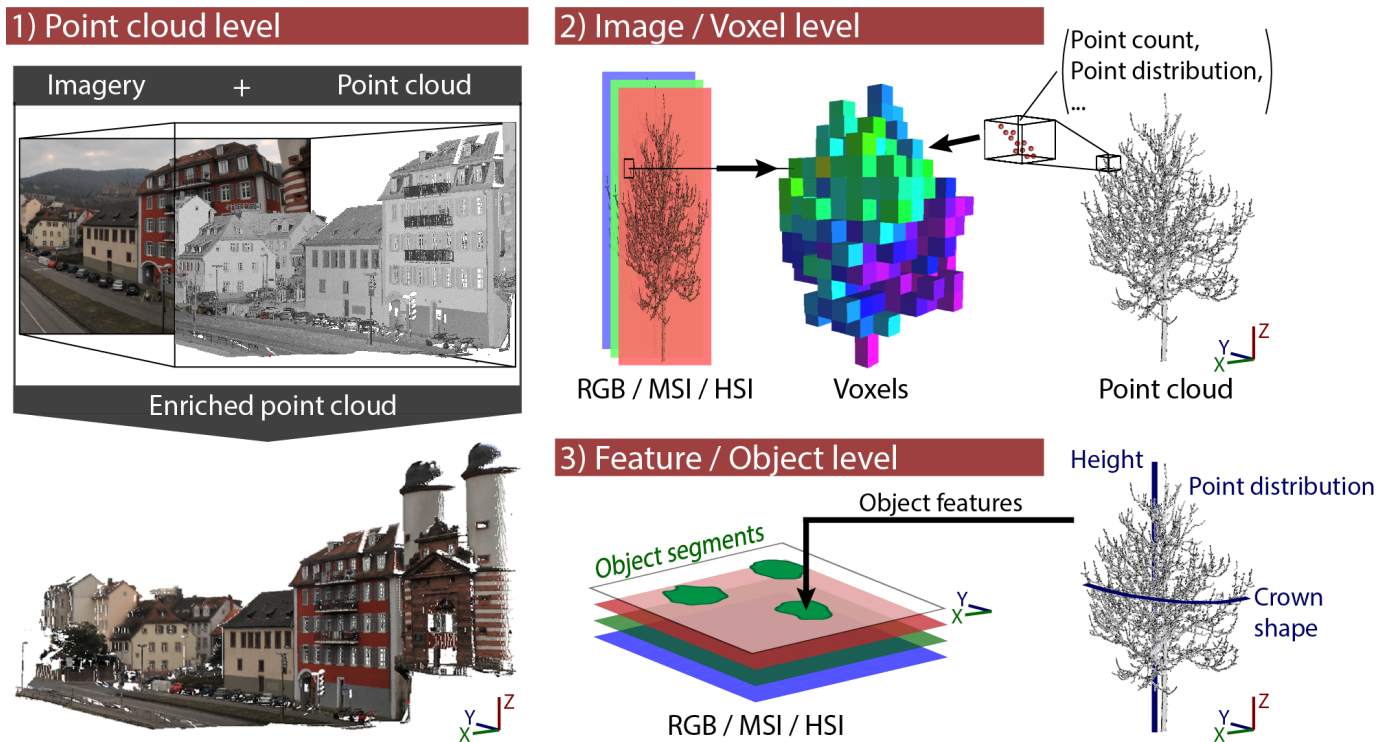 1) Point cloud level
Imagery + Point cloud
Enriched point cloud
Z
Y
X
2) Image / Voxel level
Point count,
Point distribution,
...
Z
Y
X
RGB / MSI / HSI
Voxels
Point cloud
3) Feature / Object level
Height
Point distribution
Object features
Object segments
Y
X
Crown
shape
RGB / MSI / HSI
Z
Y
X